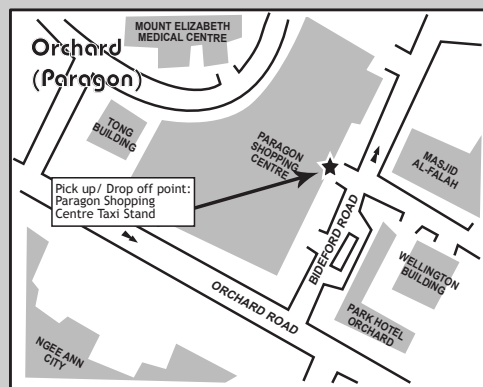 MOUNT ELIZABETH
MEDICAL CENTRE
Orchard
(Paragon)
TONG
BUILDING
PARAGON
SHOPPING
CENTRE
MASJID
AL-FALAH
Pick up/ Drop off point:
Paragon Shopping
Centre Taxi Stand
BIDEFORD ROAD
WELLINGTON
BUILDING
ORCHARD ROAD
PARK HOTEL
ORCHARD
NGEE ANN
CITY